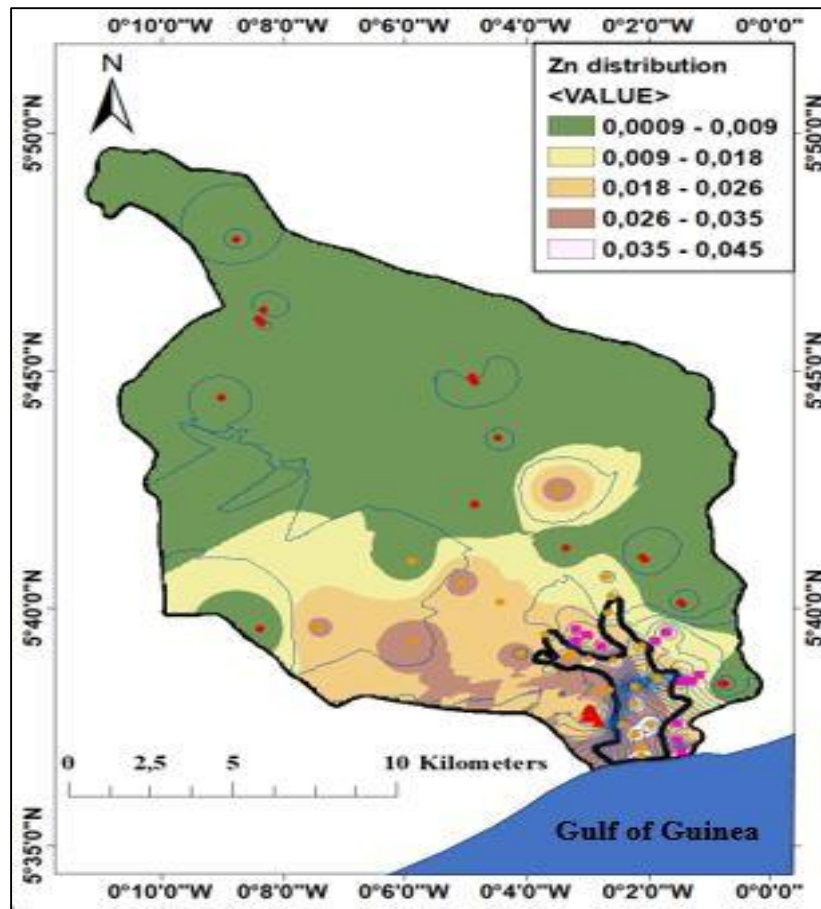 0°10'0"W 0°8'0"W 0°6'0"W 0°4'0"W 0°2'0"W 0°0'0"
N
Zn distribution
<VALUE>
0,0009 - 0,009
0,009 - 0,018
0,018 - 0,026
0,026 - 0,035
0,035 - 0,045
5°50'0"N 5°50'0"N
5°45'0"N 5°45'0"N
5°40'0"N 5°40'0"N
0 2,5 5 10 Kilometers
Gulf of Guinea
5°35'0"N 5°35'0"N
0°10'0"W 0°8'0"W 0°6'0"W 0°4'0"W 0°2'0"W 0°0'0"